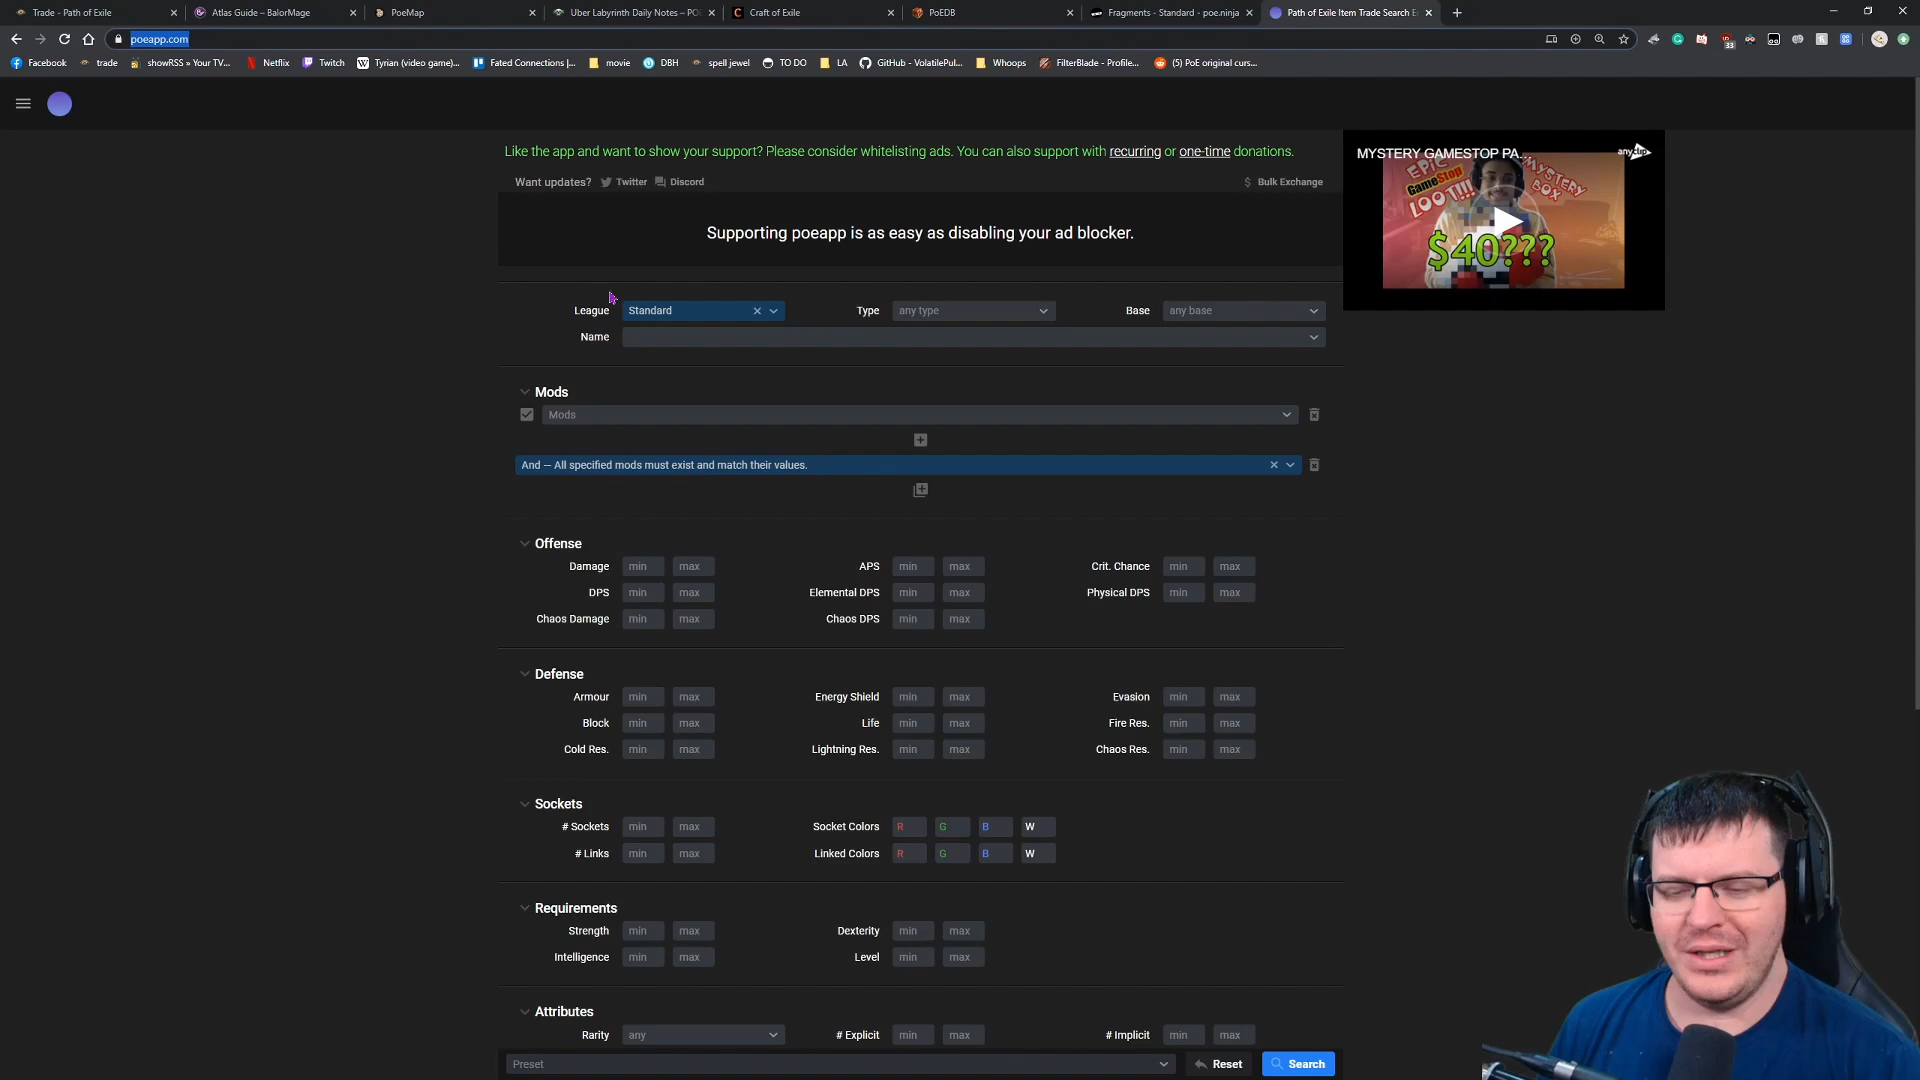 Trade - Path of Exile
Atlas Guide – BalorMage
PoeMap
Uber Labyrinth Daily Notes – PO
Craft of Exile
PoEDB
Fragments - Standard - poe.ninja
Path of Exile Item Trade Search E
poeapp.com
33
Facebook
trade
showRSS » Your TV...
Netflix
Twitch
Tyrian (video game)...
Fated Connections |...
movie
DBH
spell jewel
TO DO
LA
GitHub - VolatilePul...
Whoops
FilterBlade - Profile...
(5) PoE original curs...
Like the app and want to show your support? Please consider whitelisting ads. You can also support with recurring or one-time donations.
Want updates? Twitter Discord
$ Bulk Exchange
Supporting poeapp is as easy as disabling your ad blocker.
MYSTERY GAMESTOP PA...
anyclip
EPIC GameStop LOOT!!!
MYSTERY BOX
$40???
League Standard Type any type Base any base
Name
Mods
Mods
And — All specified mods must exist and match their values.
Offense
Damage min max APS min max Crit. Chance min max
DPS min max Elemental DPS min max Physical DPS min max
Chaos Damage min max Chaos DPS min max
Defense
Armour min max Energy Shield min max Evasion min max
Block min max Life min max Fire Res. min max
Cold Res. min max Lightning Res. min max Chaos Res. min max
Sockets
# Sockets min max Socket Colors R G B W
# Links min max Linked Colors R G B W
Requirements
Strength min max Dexterity min max
Intelligence min max Level min max
Attributes
Rarity any # Explicit min max # Implicit min max
Preset
Reset
Search